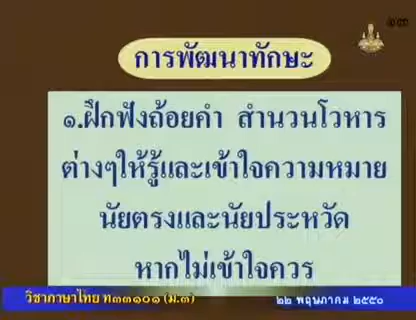 การพัฒนาทักษะ
๑.ฝึกฟังถ้อยคำ สำนวนโวหาร
ต่างๆให้รู้และเข้าใจความหมาย
นัยตรงและนัยประหวัด
หากไม่เข้าใจควร
วิชาภาษาไทย ท๓๓๑๐๑ (ม.๓)
๒๒ พฤษภาคม ๒๕๕๐